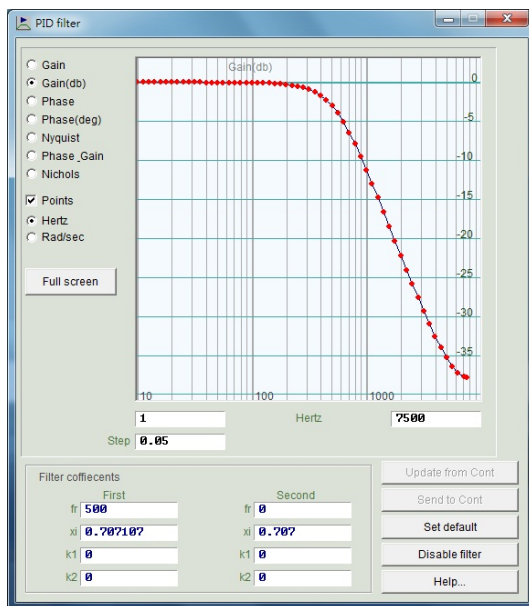 PID filter
Gain
Gain(db)
Phase
Phase(deg)
Nyquist
Phase_Gain
Nichols
Points
Hertz
Rad/sec
Full screen
Gain(db)
0
-5
-10
-15
-20
-25
-30
-35
10
100
1000
1
Hertz
7500
Step
0.05
Filter cofficecents
First
Second
fr 500
fr 0
xi 0.707107
xi 0.707
k1 0
k1 0
k2 0
k2 0
Update from Cont
Send to Cont
Set default
Disable filter
Help...